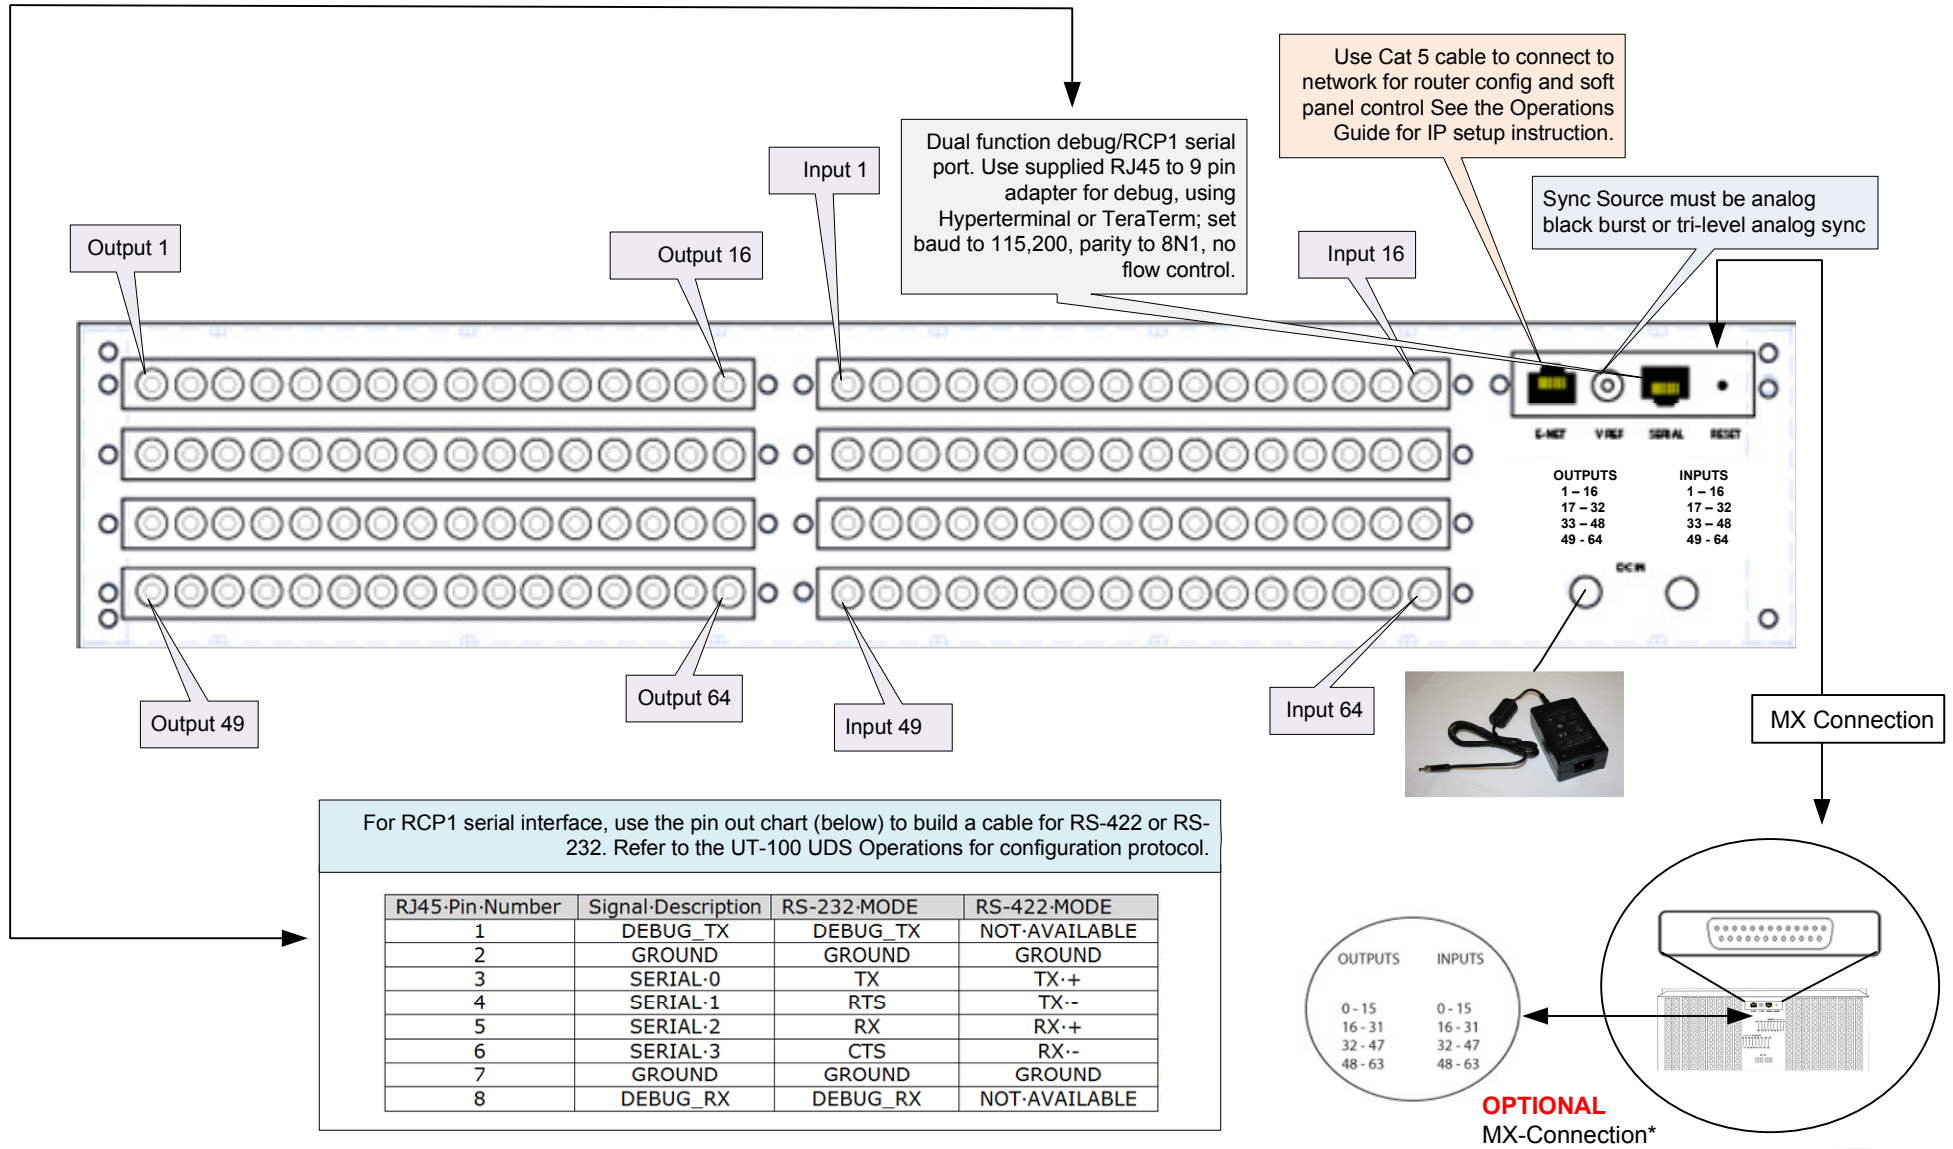 Use Cat 5 cable to connect to
network for router config and soft
panel control See the Operations
Guide for IP setup instruction.
Dual function debug/RCP1 serial
port. Use supplied RJ45 to 9 pin
adapter for debug, using
Hyperterminal or TeraTerm; set
baud to 115,200, parity to 8N1, no
flow control.
Input 1
Sync Source must be analog
black burst or tri-level analog sync
Output 1
Output 16
Input 16
E-NET VREF SERIAL RESET
OUTPUTS INPUTS
1 – 16 1 – 16
17 – 32 17 – 32
33 – 48 33 – 48
49 - 64 49 - 64
DC IN
Output 49
Output 64
Input 49
Input 64
MX Connection
For RCP1 serial interface, use the pin out chart (below) to build a cable for RS-422 or RS-
232. Refer to the UT-100 UDS Operations for configuration protocol.
RJ45·Pin·Number Signal·Description RS-232·MODE RS-422·MODE
1 DEBUG_TX DEBUG_TX NOT·AVAILABLE
2 GROUND GROUND GROUND
3 SERIAL·0 TX TX·+
4 SERIAL·1 RTS TX·-
5 SERIAL·2 RX RX·+
6 SERIAL·3 CTS RX·-
7 GROUND GROUND GROUND
8 DEBUG_RX DEBUG_RX NOT·AVAILABLE
OUTPUTS INPUTS
0 - 15 0 - 15
16 - 31 16 - 31
32 - 47 32 - 47
48 - 63 48 - 63
OPTIONAL
MX-Connection*